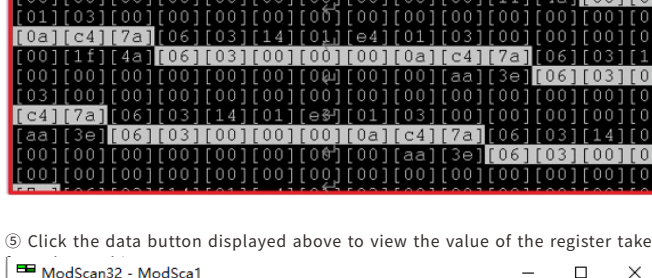 [01][03][00][00][00][00][00][00][00][00][00][00][00][0
[0a][c4][7a][06][03][14][01][e4][01][03][00][00][00][0
[00][1f][4a][06][03][00][00][00][0a][c4][7a][06][03][1
[00][00][00][00][00][00][00][00][00][aa][3e][06][03][0
[03][00][00][00][00][00][00][00][00][00][00][00][00][0
[c4][7a][06][03][14][01][e3][01][03][00][00][00][00][0
[aa][3e][06][03][00][00][00][0a][c4][7a][06][03][14][0
[00][00][00][00][00][00][00][00][aa][3e][06][03][00][0
[00][00][00][00][00][00][00][00][00][00][00][00][00][0
⑤ Click the data button displayed above to view the value of the register take
ModScan32 - ModSca1